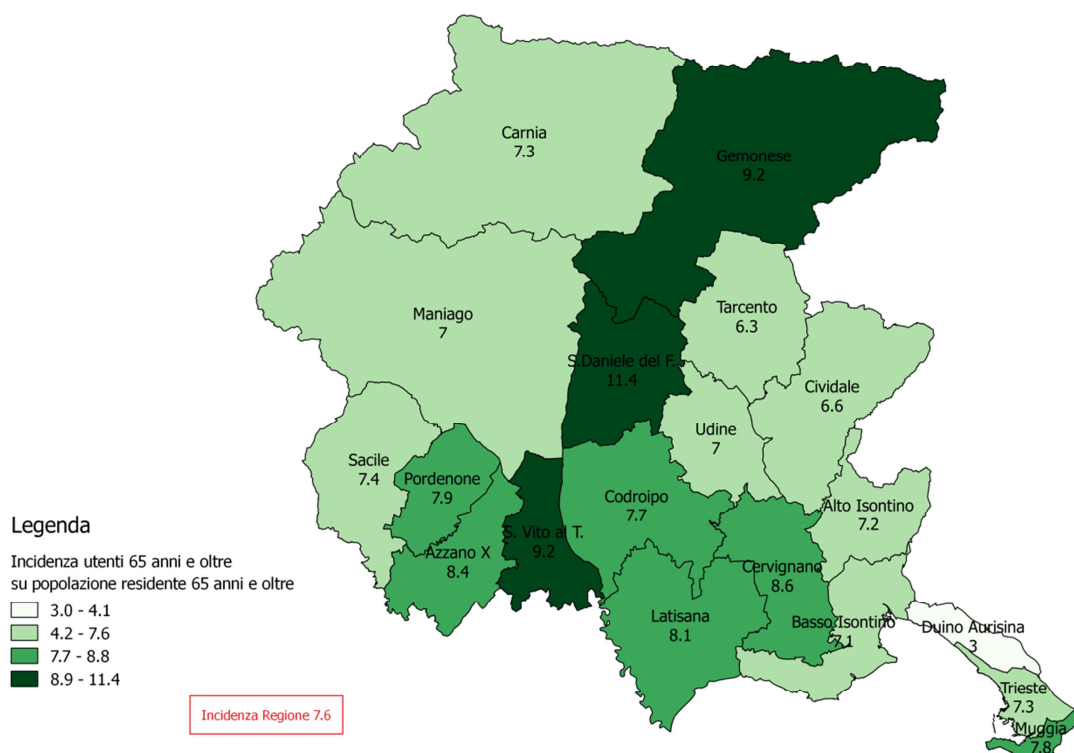 Carnia
7.3
Gemonese
9.2
Maniago
7
Tarcento
6.3
S.Daniele del F.
11.4
Cividale
6.6
Udine
7
Sacile
7.4
Pordenone
7.9
Codroipo
7.7
Alto Isontino
7.2
S. Vito al T.
9.2
Azzano X
8.4
Cervignano
8.6
Latisana
8.1
Basso Isontino
7.1
Duino Aurisina
3
Trieste
7.3
Muggia
7.8
Legenda
Incidenza utenti 65 anni e oltre
su popolazione residente 65 anni e oltre
3.0 - 4.1
4.2 - 7.6
7.7 - 8.8
8.9 - 11.4
Incidenza Regione 7.6